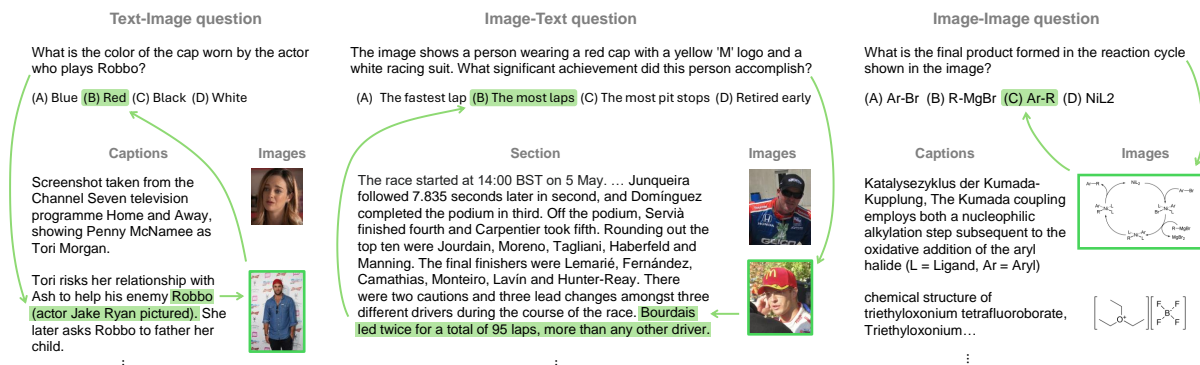 Text-Image question
What is the color of the cap worn by the actor
who plays Robbo?
(A) Blue (B) Red (C) Black (D) White
Captions
Images
Screenshot taken from the
Channel Seven television
programme Home and Away,
showing Penny McNamee as
Tori Morgan.
Tori risks her relationship with
Ash to help his enemy Robbo
(actor Jake Ryan pictured). She
later asks Robbo to father her
child.
⋮
Image-Text question
The image shows a person wearing a red cap with a yellow 'M' logo and a
white racing suit. What significant achievement did this person accomplish?
(A) The fastest lap (B) The most laps (C) The most pit stops (D) Retired early
Section
Images
The race started at 14:00 BST on 5 May. … Junqueira
followed 7.835 seconds later in second, and Domínguez
completed the podium in third. Off the podium, Servià
finished fourth and Carpentier took fifth. Rounding out the
top ten were Jourdain, Moreno, Tagliani, Haberfeld and
Manning. The final finishers were Lemarié, Fernández,
Camathias, Monteiro, Lavín and Hunter-Reay. There
were two cautions and three lead changes amongst three
different drivers during the course of the race. Bourdais
led twice for a total of 95 laps, more than any other driver.
⋮
Image-Image question
What is the final product formed in the reaction cycle
shown in the image?
(A) Ar-Br (B) R-MgBr (C) Ar-R (D) NiL2
Captions
Images
Katalysezyklus der Kumada-
Kupplung, The Kumada coupling
employs both a nucleophilic
alkylation step subsequent to the
oxidative addition of the aryl
halide (L = Ligand, Ar = Aryl)
Ar—R
NiL₂
Ar—Br
R—MgBr
MgBr₂
chemical structure of
triethyloxonium tetrafluoroborate,
Triethyloxonium…
O⁺
F F
B⁻
F F
⋮